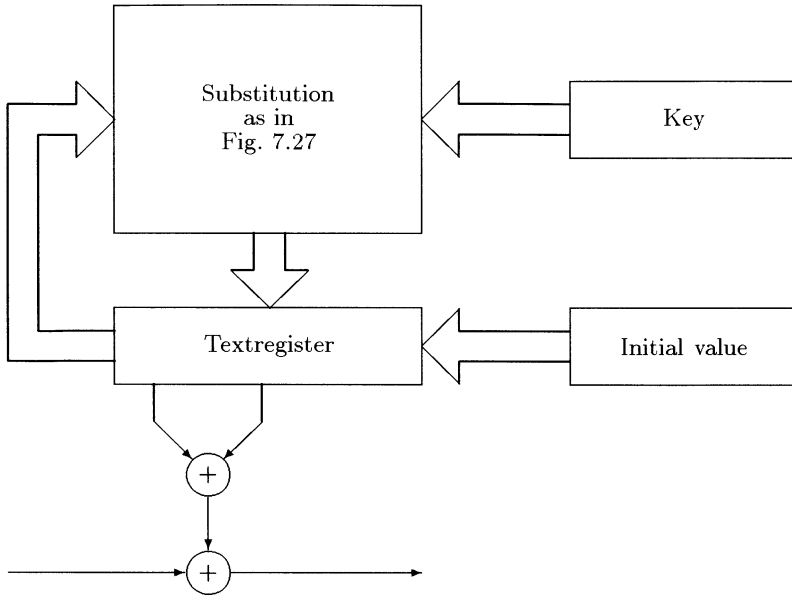 Substitution
as in
Fig. 7.27
Key
Textregister
Initial value
+
+